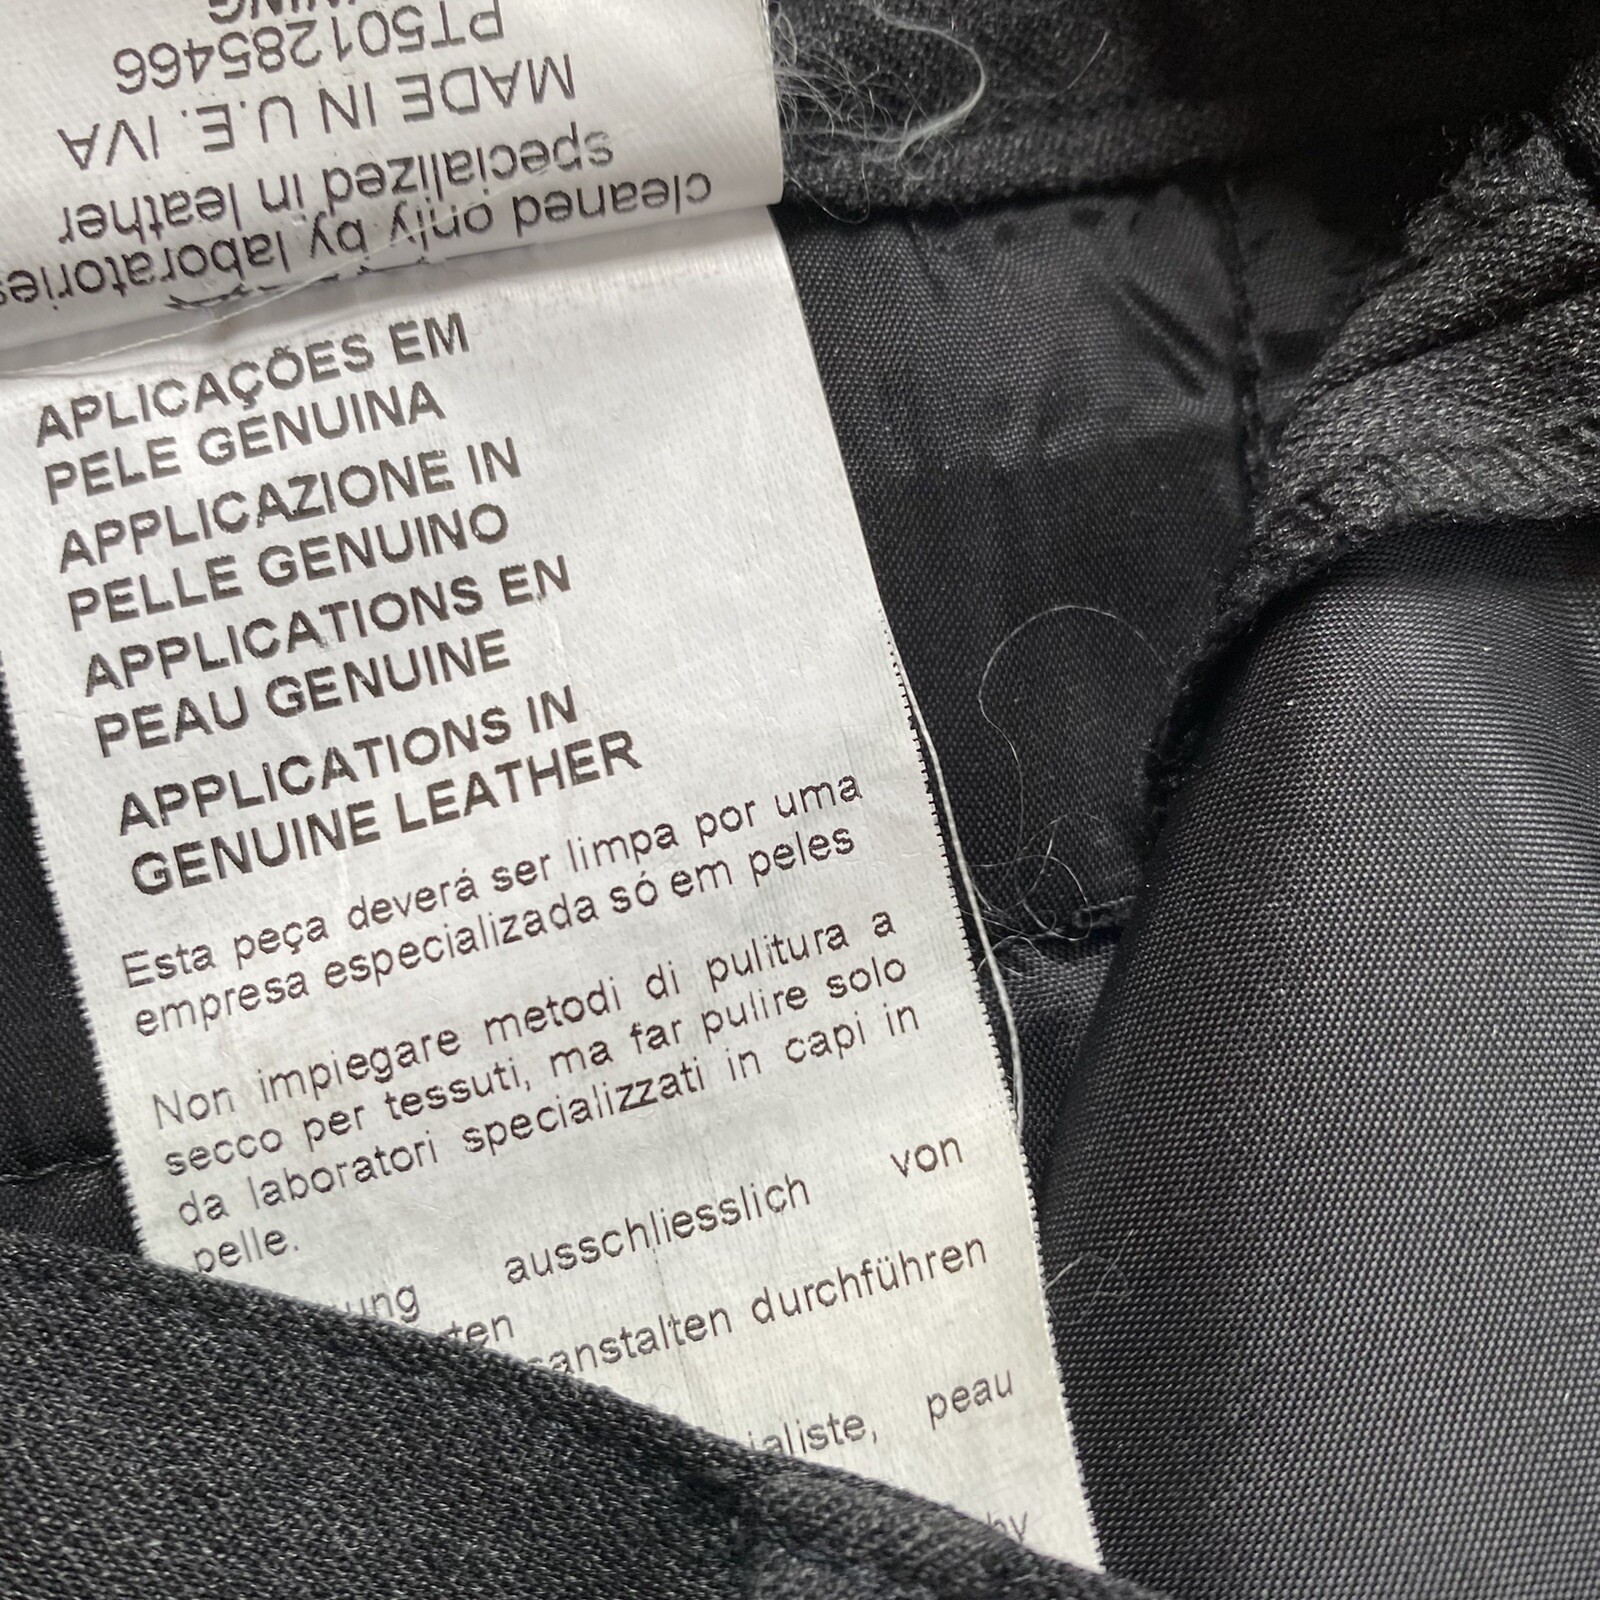 APLICAÇÕES EM
PELE GENUINA
APPLICAZIONE IN
PELLE GENUINO
APPLICATIONS EN
PEAU GENUINE
APPLICATIONS IN
GENUINE LEATHER
Esta peça deverá ser limpa por uma
empresa especializada só em peles
Non impiegare metodi di pulitura a
secco per tessuti, ma far pulire solo
da laboratori specializzati in capi in
pelle.
ausschliesslich von
durchführen
peau
by
cleaned only by laboratories
specialized in leather
MADE IN U.E. IVA
PT501285466